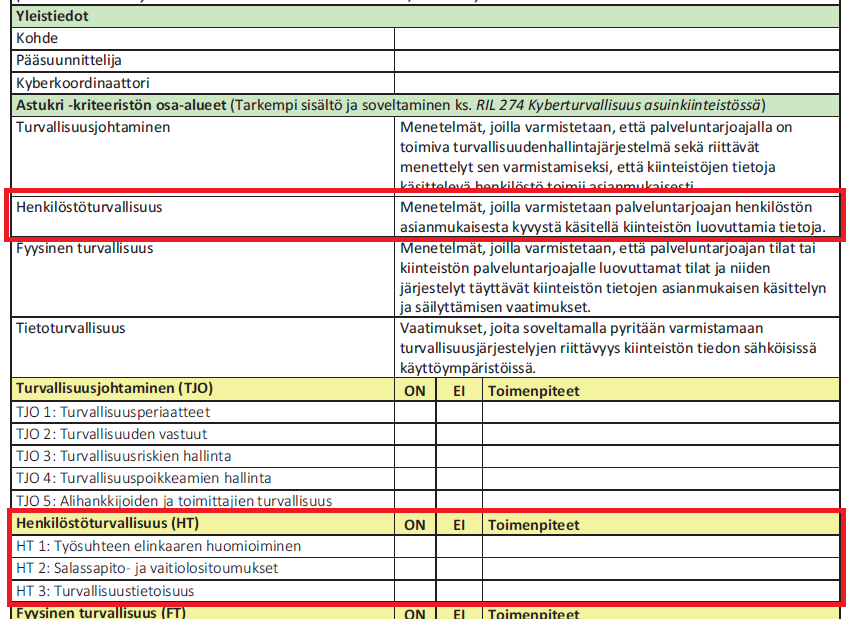 Yleistiedot
Kohde
Pääsuunnittelija
Kyberkoordinaattori
Astukri -kriteeristön osa-alueet (Tarkempi sisältö ja soveltaminen ks. RIL 274 Kyberturvallisuus asuinkiinteistössä)
Turvallisuusjohtaminen
Menetelmät, joilla varmistetaan, että palveluntarjoajalla on
toimiva turvallisuudenhallintajärjestelmä sekä riittävät
menettelyt sen varmistamiseksi, että kiinteistöjen tietoja
käsittelevä henkilöstö toimii asianmukaisesti.
Henkilöstöturvallisuus
Menetelmät, joilla varmistetaan palveluntarjoajan henkilöstön
asianmukaisesta kyvystä käsitellä kiinteistön luovuttamia tietoja.
Fyysinen turvallisuus
Menetelmät, joilla varmistetaan, että palveluntarjoajan tilat tai
kiinteistön palveluntarjoajalle luovuttamat tilat ja niiden
järjestelyt täyttävät kiinteistön tietojen asianmukaisen käsittelyn
ja säilyttämisen vaatimukset.
Tietoturvallisuus
Vaatimukset, joita soveltamalla pyritään varmistamaan
turvallisuusjärjestelyjen riittävyys kiinteistön tiedon sähköisissä
käyttöympäristöissä.
Turvallisuusjohtaminen (TJO) ON EI Toimenpiteet
TJO 1: Turvallisuusperiaatteet
TJO 2: Turvallisuuden vastuut
TJO 3: Turvallisuusriskien hallinta
TJO 4: Turvallisuuspoikkeamien hallinta
TJO 5: Alihankkijoiden ja toimittajien turvallisuus
Henkilöstöturvallisuus (HT) ON EI Toimenpiteet
HT 1: Työsuhteen elinkaaren huomioiminen
HT 2: Salassapito- ja vaitiolositoumukset
HT 3: Turvallisuustietoisuus
Fyysinen turvallisuus (FT) ON EI Toimenpiteet